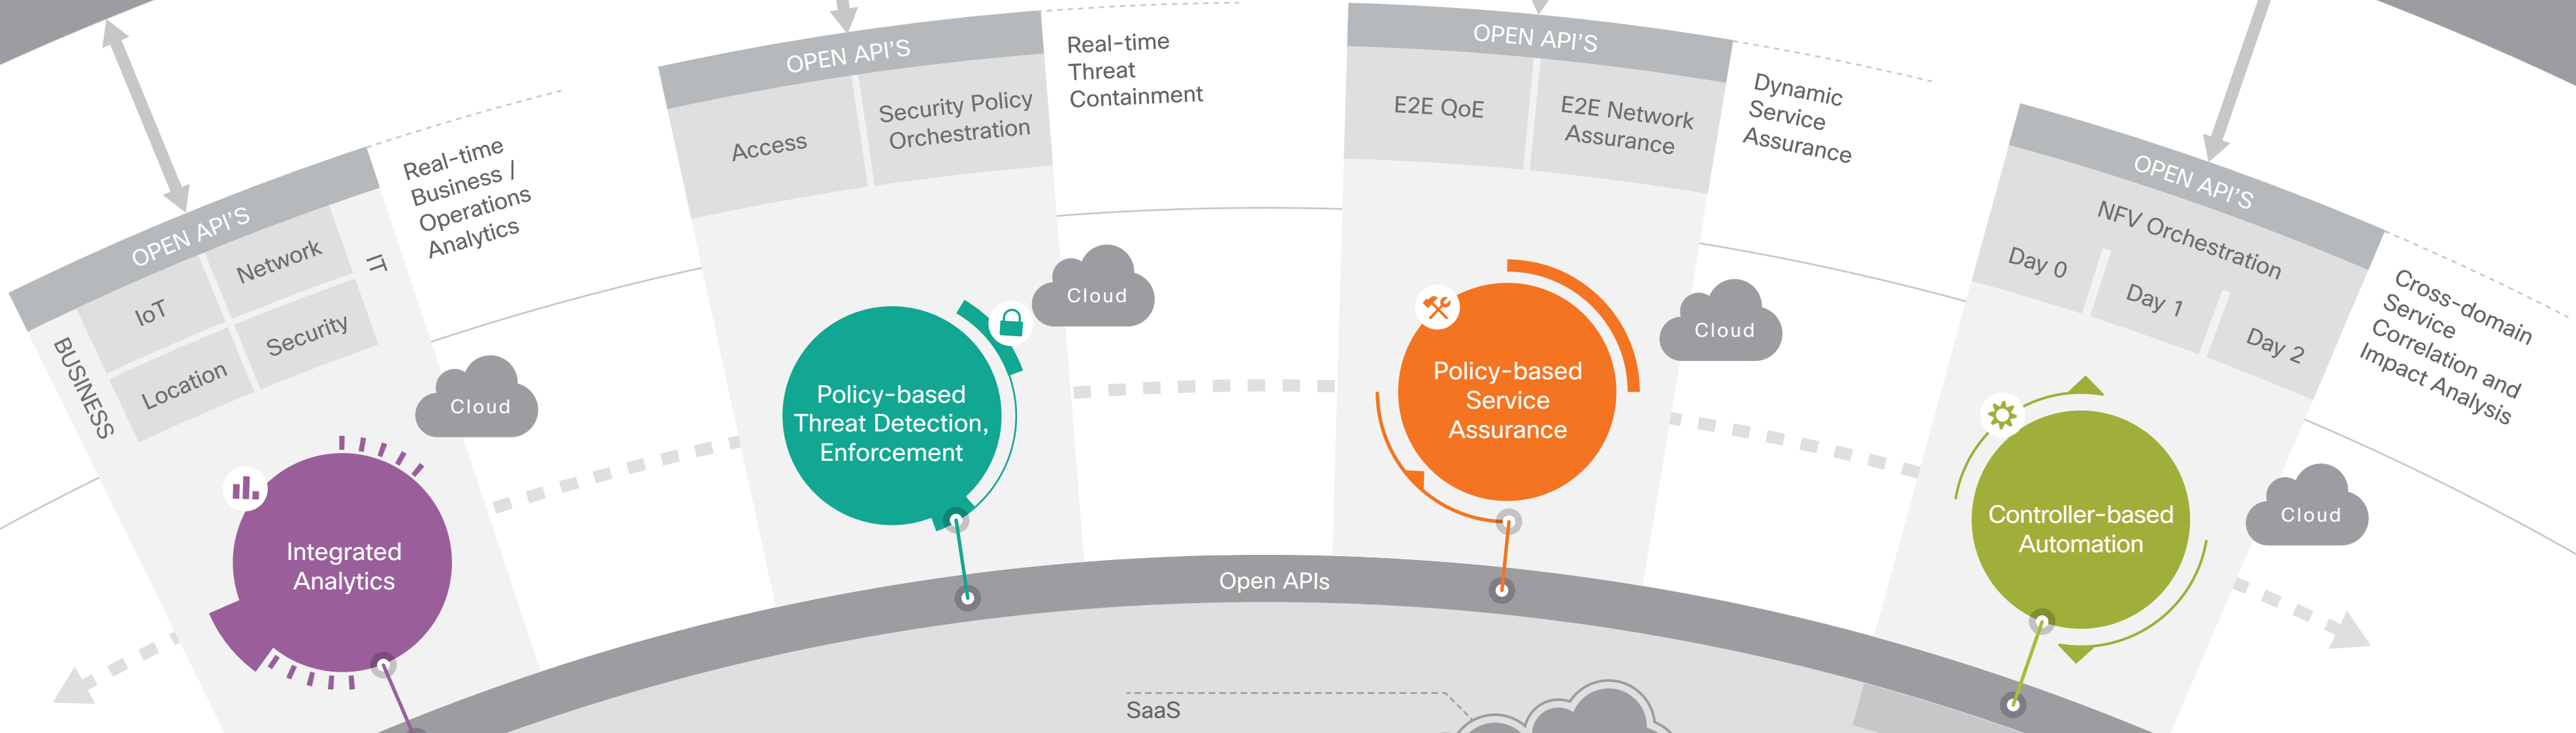 OPEN API'S
IoT
Network
IT
BUSINESS
Location
Security
Real-time
Business /
Operations
Analytics
Cloud
Integrated
Analytics
OPEN API'S
Access
Security Policy
Orchestration
Real-time
Threat
Containment
Cloud
Policy-based
Threat Detection,
Enforcement
OPEN API'S
E2E QoE
E2E Network
Assurance
Dynamic
Service
Assurance
Cloud
Policy-based
Service
Assurance
OPEN API'S
NFV Orchestration
Day 0
Day 1
Day 2
Cross-domain
Service
Correlation and
Impact Analysis
Cloud
Controller-based
Automation
Open APIs
SaaS